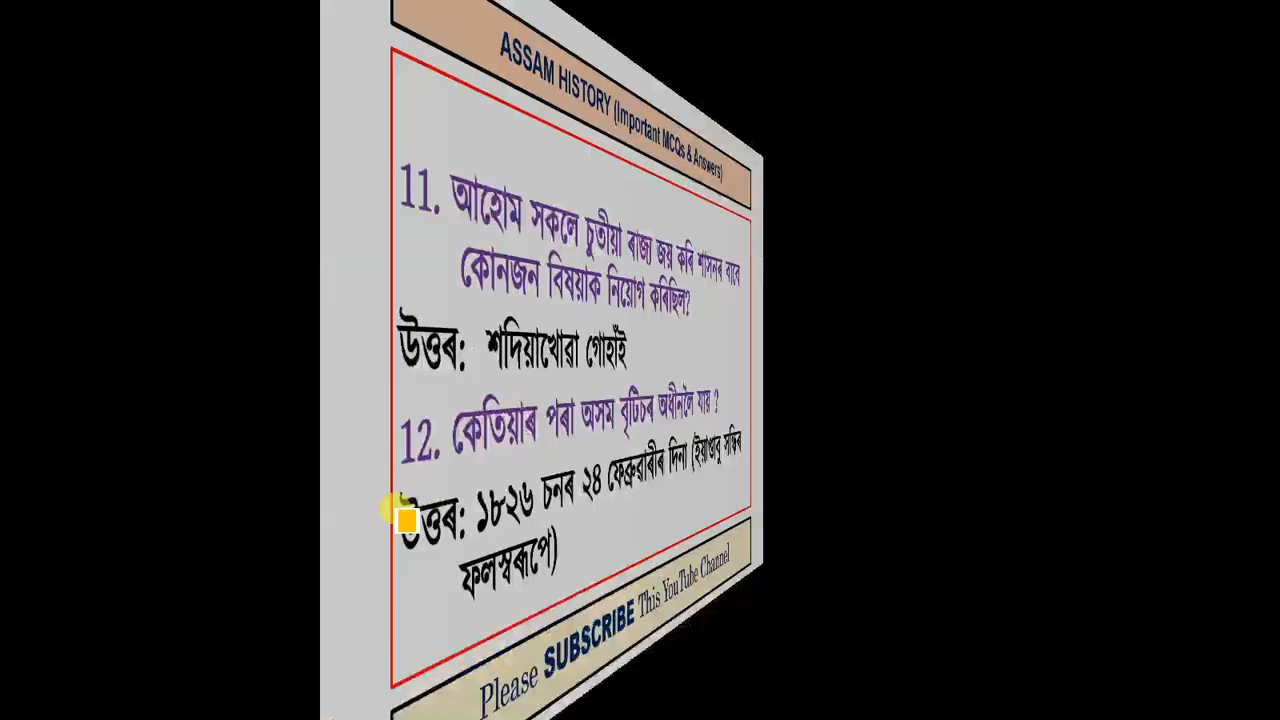 ASSAM HISTORY (Important MCQs & Answers)
11. আহোম সকলে চুতীয়া ৰাজ্য জয় কৰি শাসনৰ বাবে
কোনজন বিষয়াক নিয়োগ কৰিছিল?
উত্তৰ: শদিয়াখোৱা গোহাঁই
12. কেতিয়াৰ পৰা অসম বৃটিচৰ অধীনলৈ যায় ?
উত্তৰ: ১৮২৬ চনৰ ২৪ ফেব্ৰুৱাৰীৰ দিনা (ইয়াণ্ডাবু সন্ধিৰ
ফলস্বৰূপে)
Please SUBSCRIBE This YouTube Channel